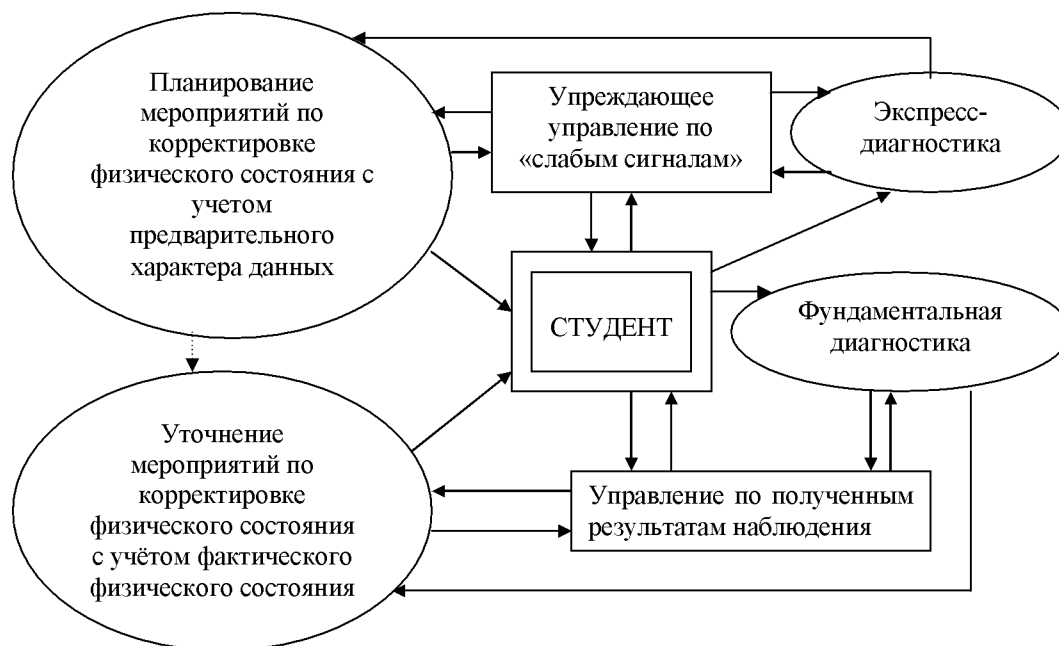 Планирование
мероприятий по
корректировке
физического состояния с
учетом
предварительного
характера данных
Упреждающее
управление по
«слабым сигналам»
Экспресс-
диагностика
СТУДЕНТ
Фундаментальная
диагностика
Уточнение
мероприятий по
корректировке
физического состояния
с учётом фактического
физического состояния
Управление по полученным
результатам наблюдения